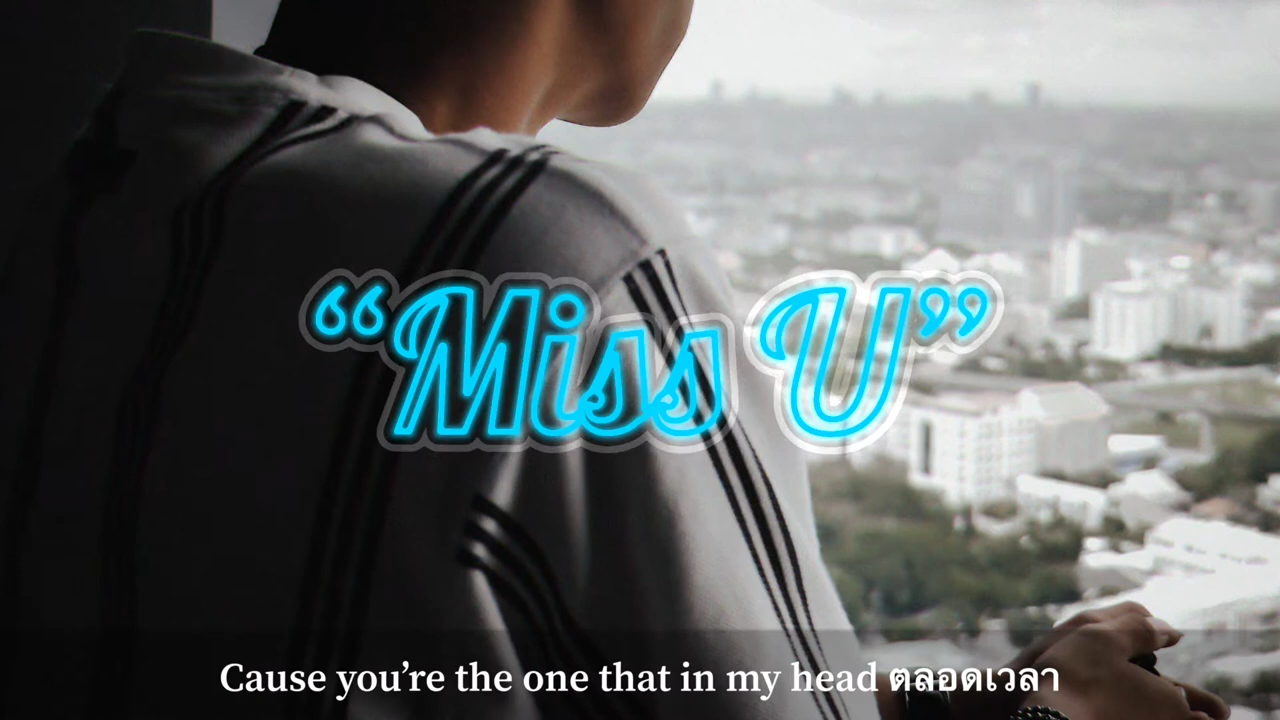 “Miss U”
Cause you’re the one that in my head ตลอดเวลา